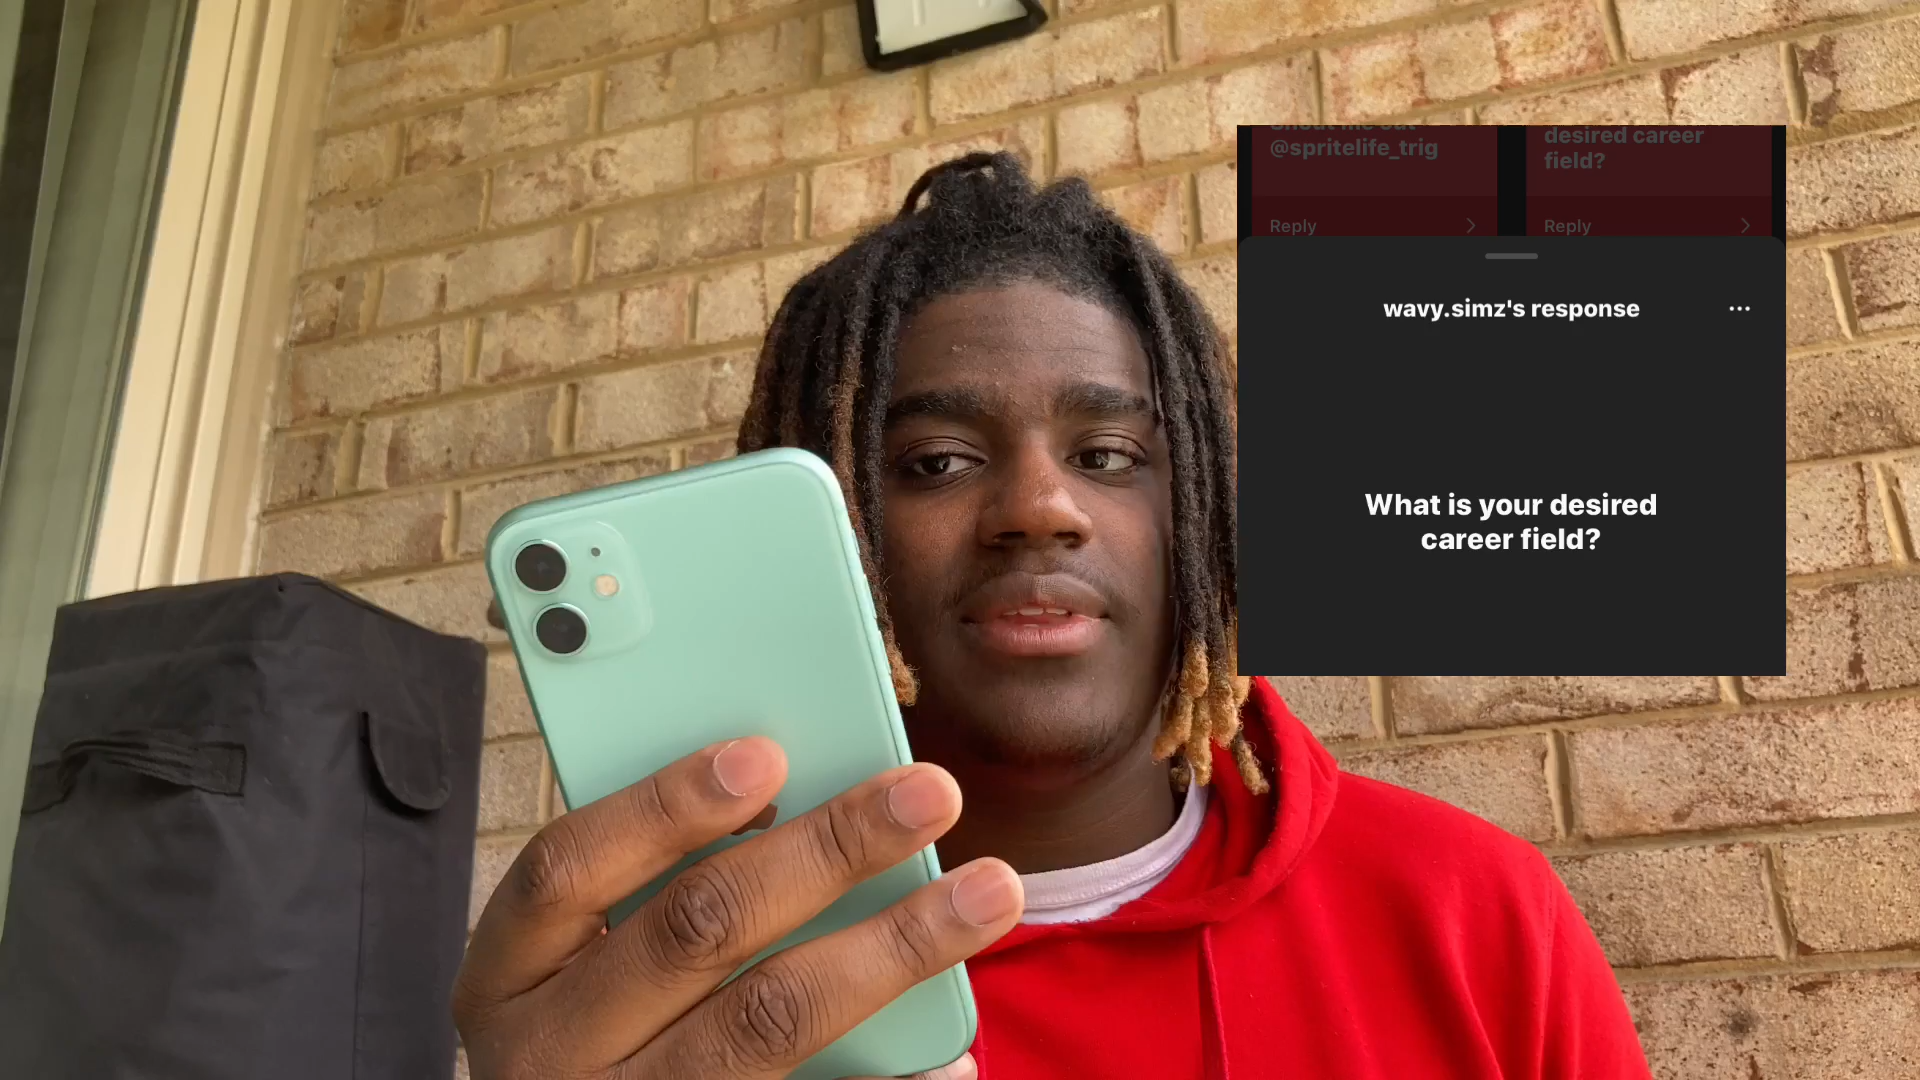 @spritelife_trig
desired career
field?
Reply
Reply
wavy.simz's response
What is your desired
career field?